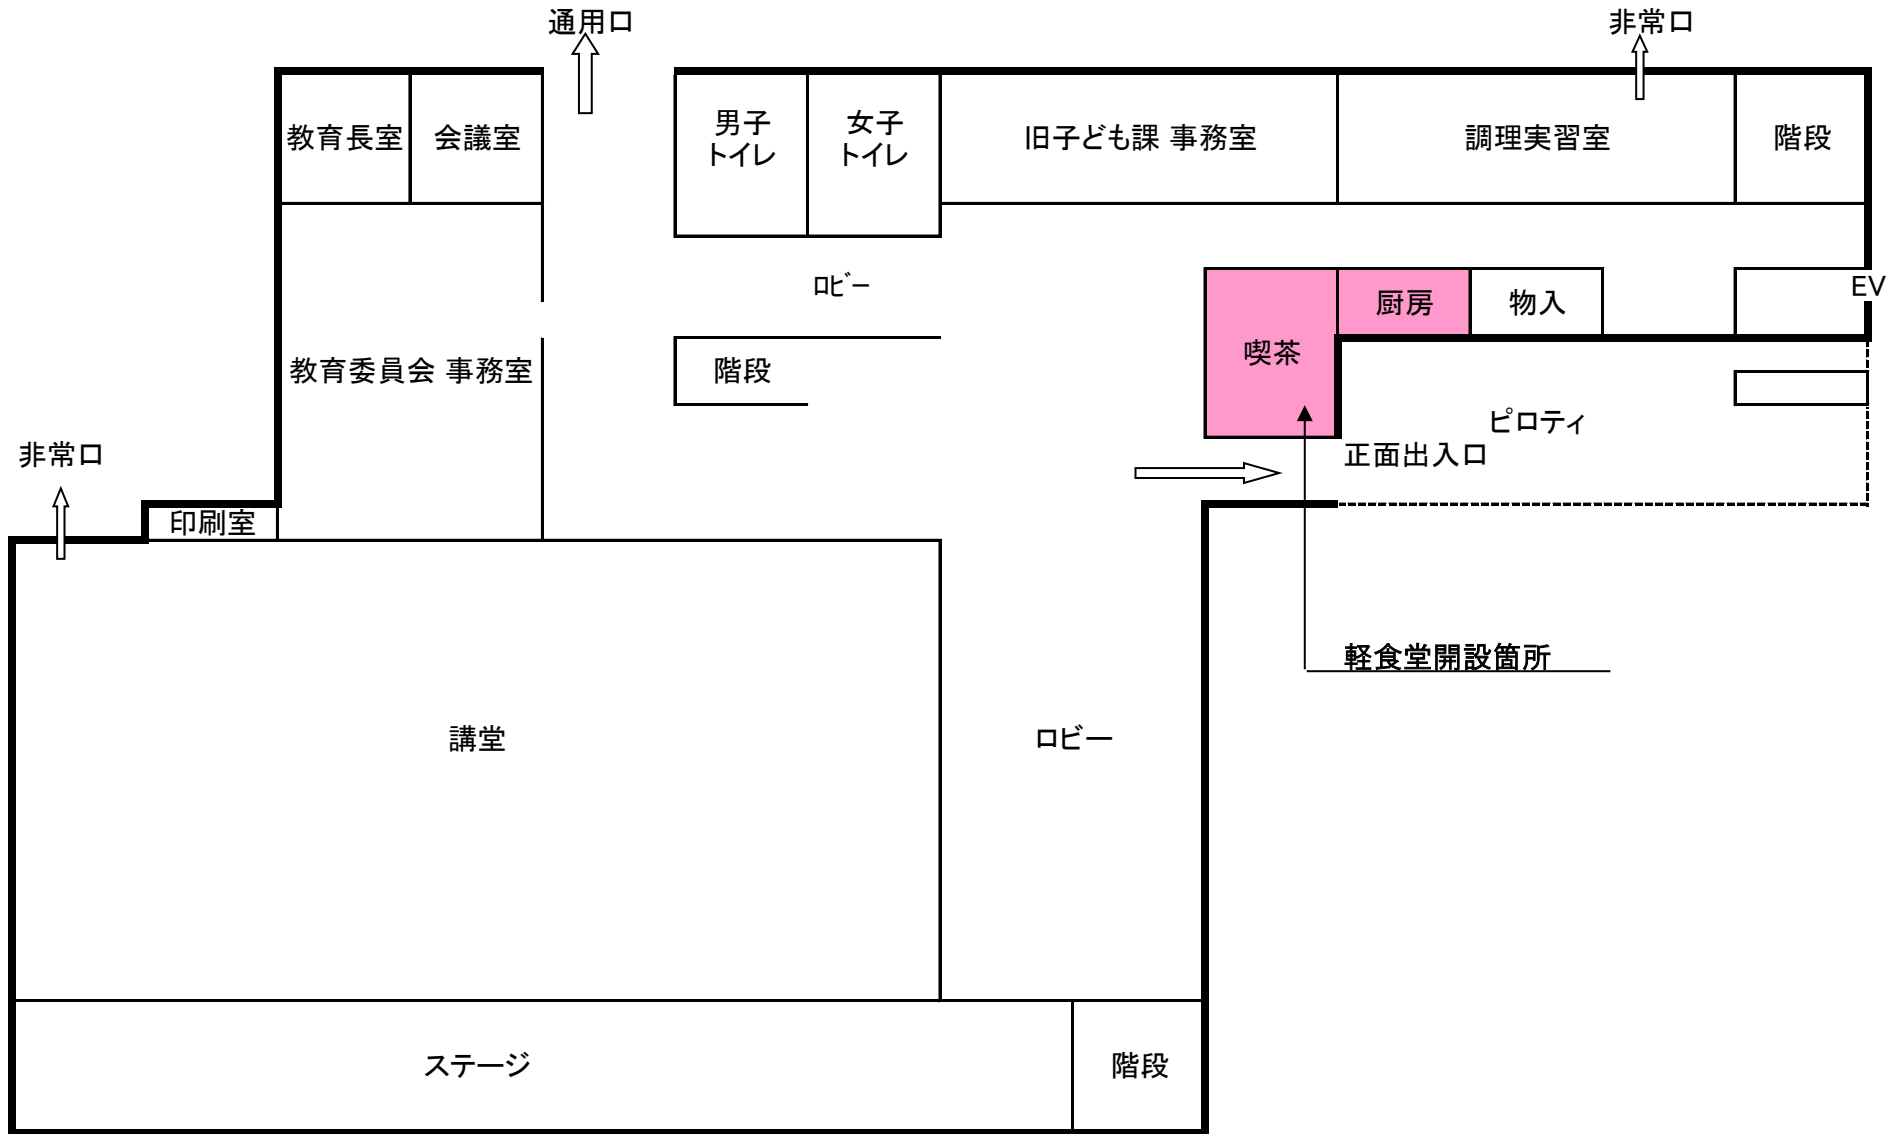 通用口
非常口
教育長室
会議室
男子
トイレ
女子
トイレ
旧子ども課 事務室
調理実習室
階段
ロビー
厨房
物入
EV
喫茶
教育委員会 事務室
階段
ピロティ
非常口
正面出入口
印刷室
軽食堂開設箇所
講堂
ロビー
ステージ
階段